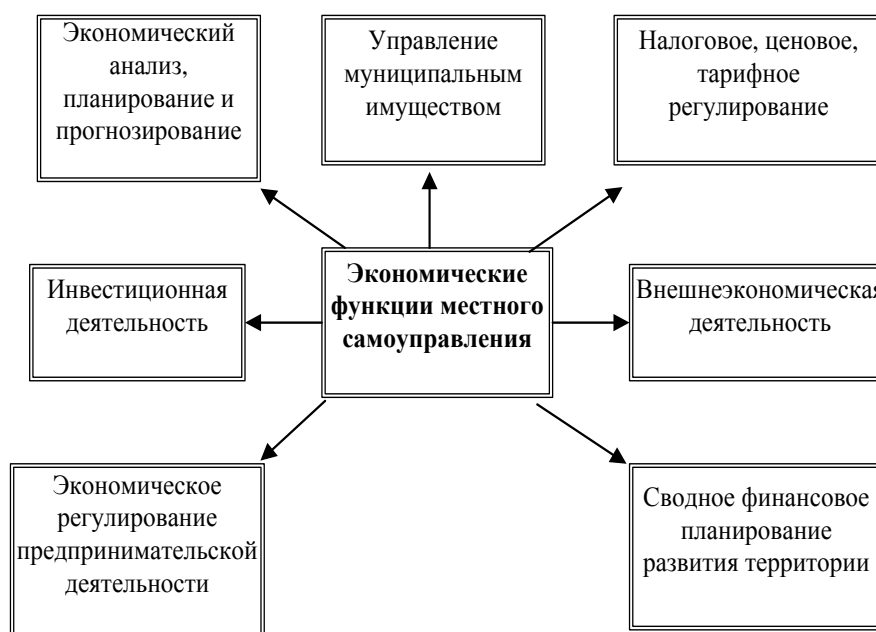 Экономический
анализ,
планирование и
прогнозирование
Управление
муниципальным
имуществом
Налоговое, ценовое,
тарифное
регулирование
Инвестиционная
деятельность
Экономические
функции местного
самоуправления
Внешнеэкономическая
деятельность
Экономическое
регулирование
предпринимательской
деятельности
Сводное финансовое
планирование
развития территории